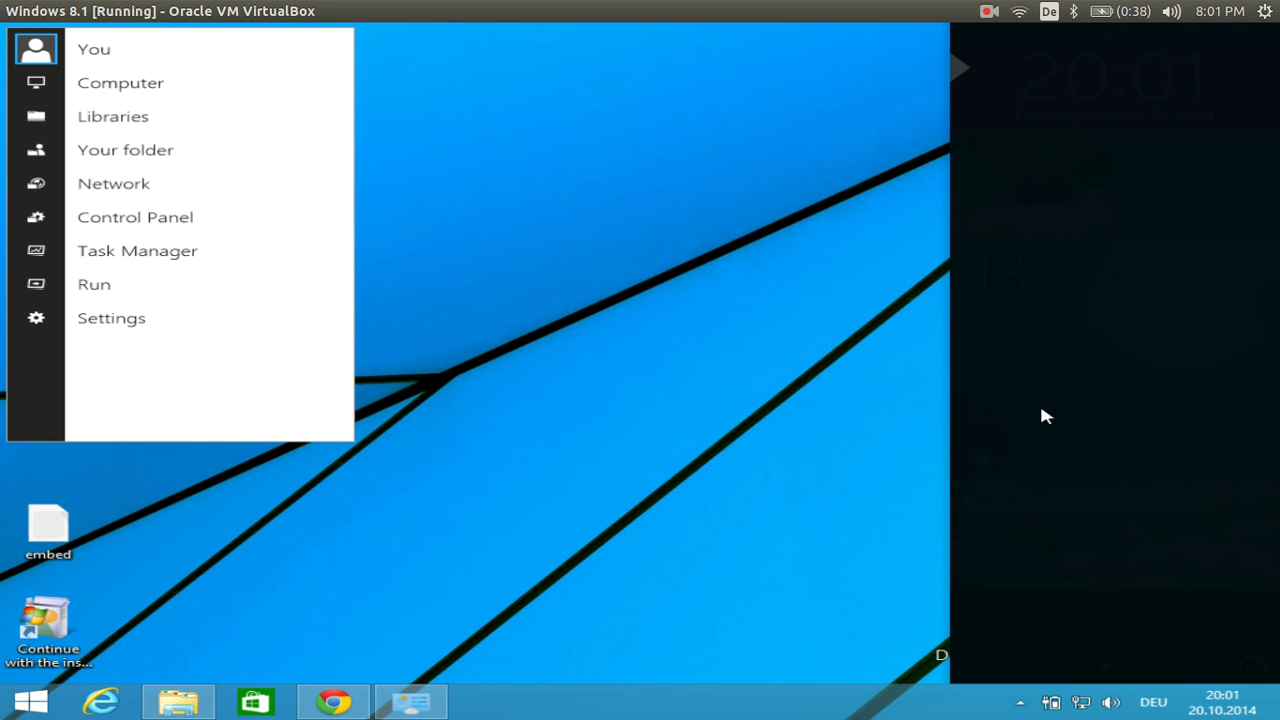 Windows 8.1 [Running] - Oracle VM VirtualBox
De
(0:38)
8:01 PM
You
Computer
Libraries
Your folder
Network
Control Panel
Task Manager
Run
Settings
20:01
embed
Continue
with the ins...
D
DEU
20:01
20.10.2014